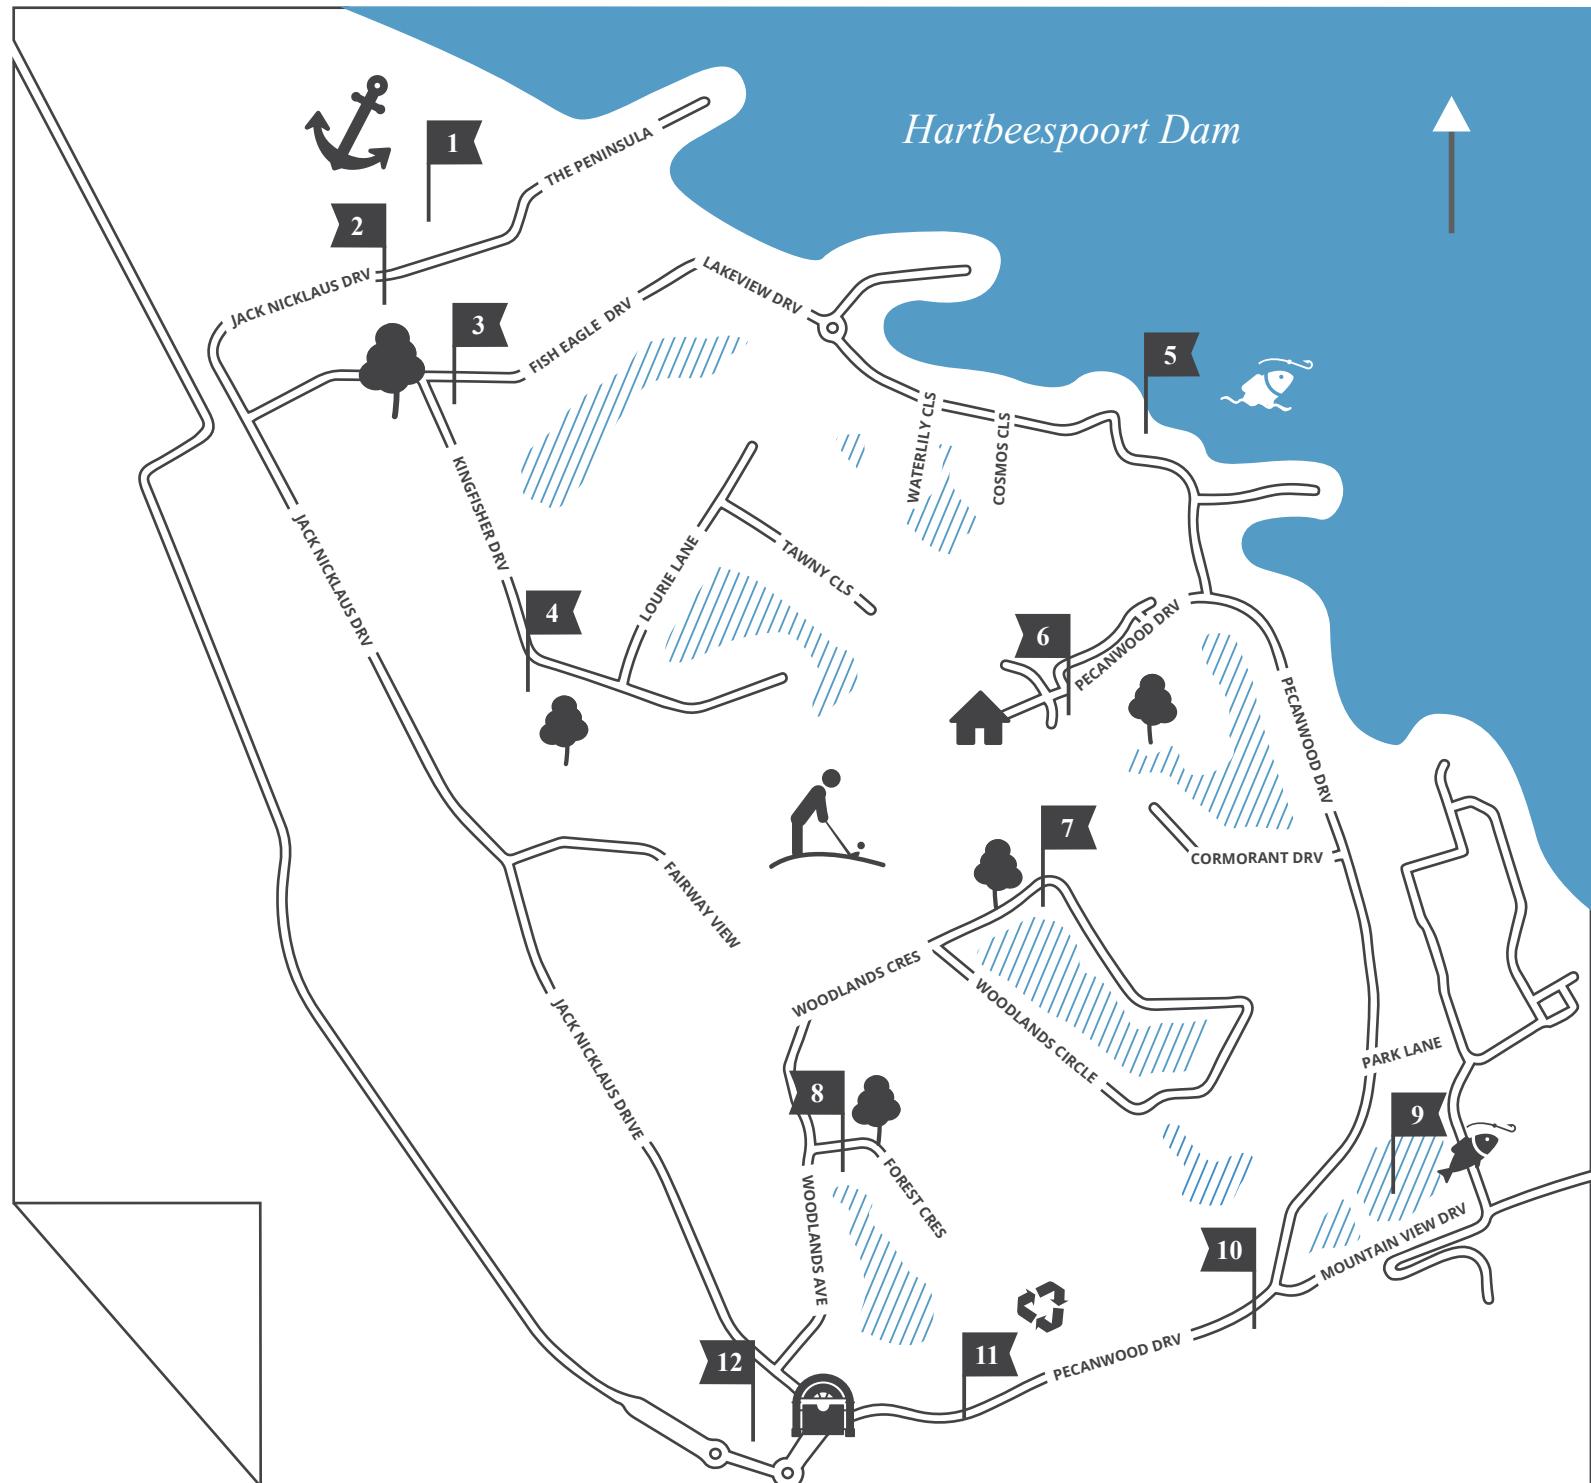 Hartbeespoort Dam
1
THE PENINSULA
2
JACK NICKLAUS DRV
LAKEVIEW DRV
3
FISH EAGLE DRV
5
WATERLILY CLS
COSMOS CLS
KINGFISHER DRV
JACK NICKLAUS DRV
LOURIE LANE
TAWNY CLS
4
6
PECANWOOD DRV
PECANWOOD DRV
7
CORMORANT DRV
FAIRWAY VIEW
WOODLANDS CRES
WOODLANDS CIRCLE
JACK NICKLAUS DRIVE
PARK LANE
8
9
FOREST CRES
WOODLANDS AVE
10
MOUNTAIN VIEW DRV
11
12
PECANWOOD DRV